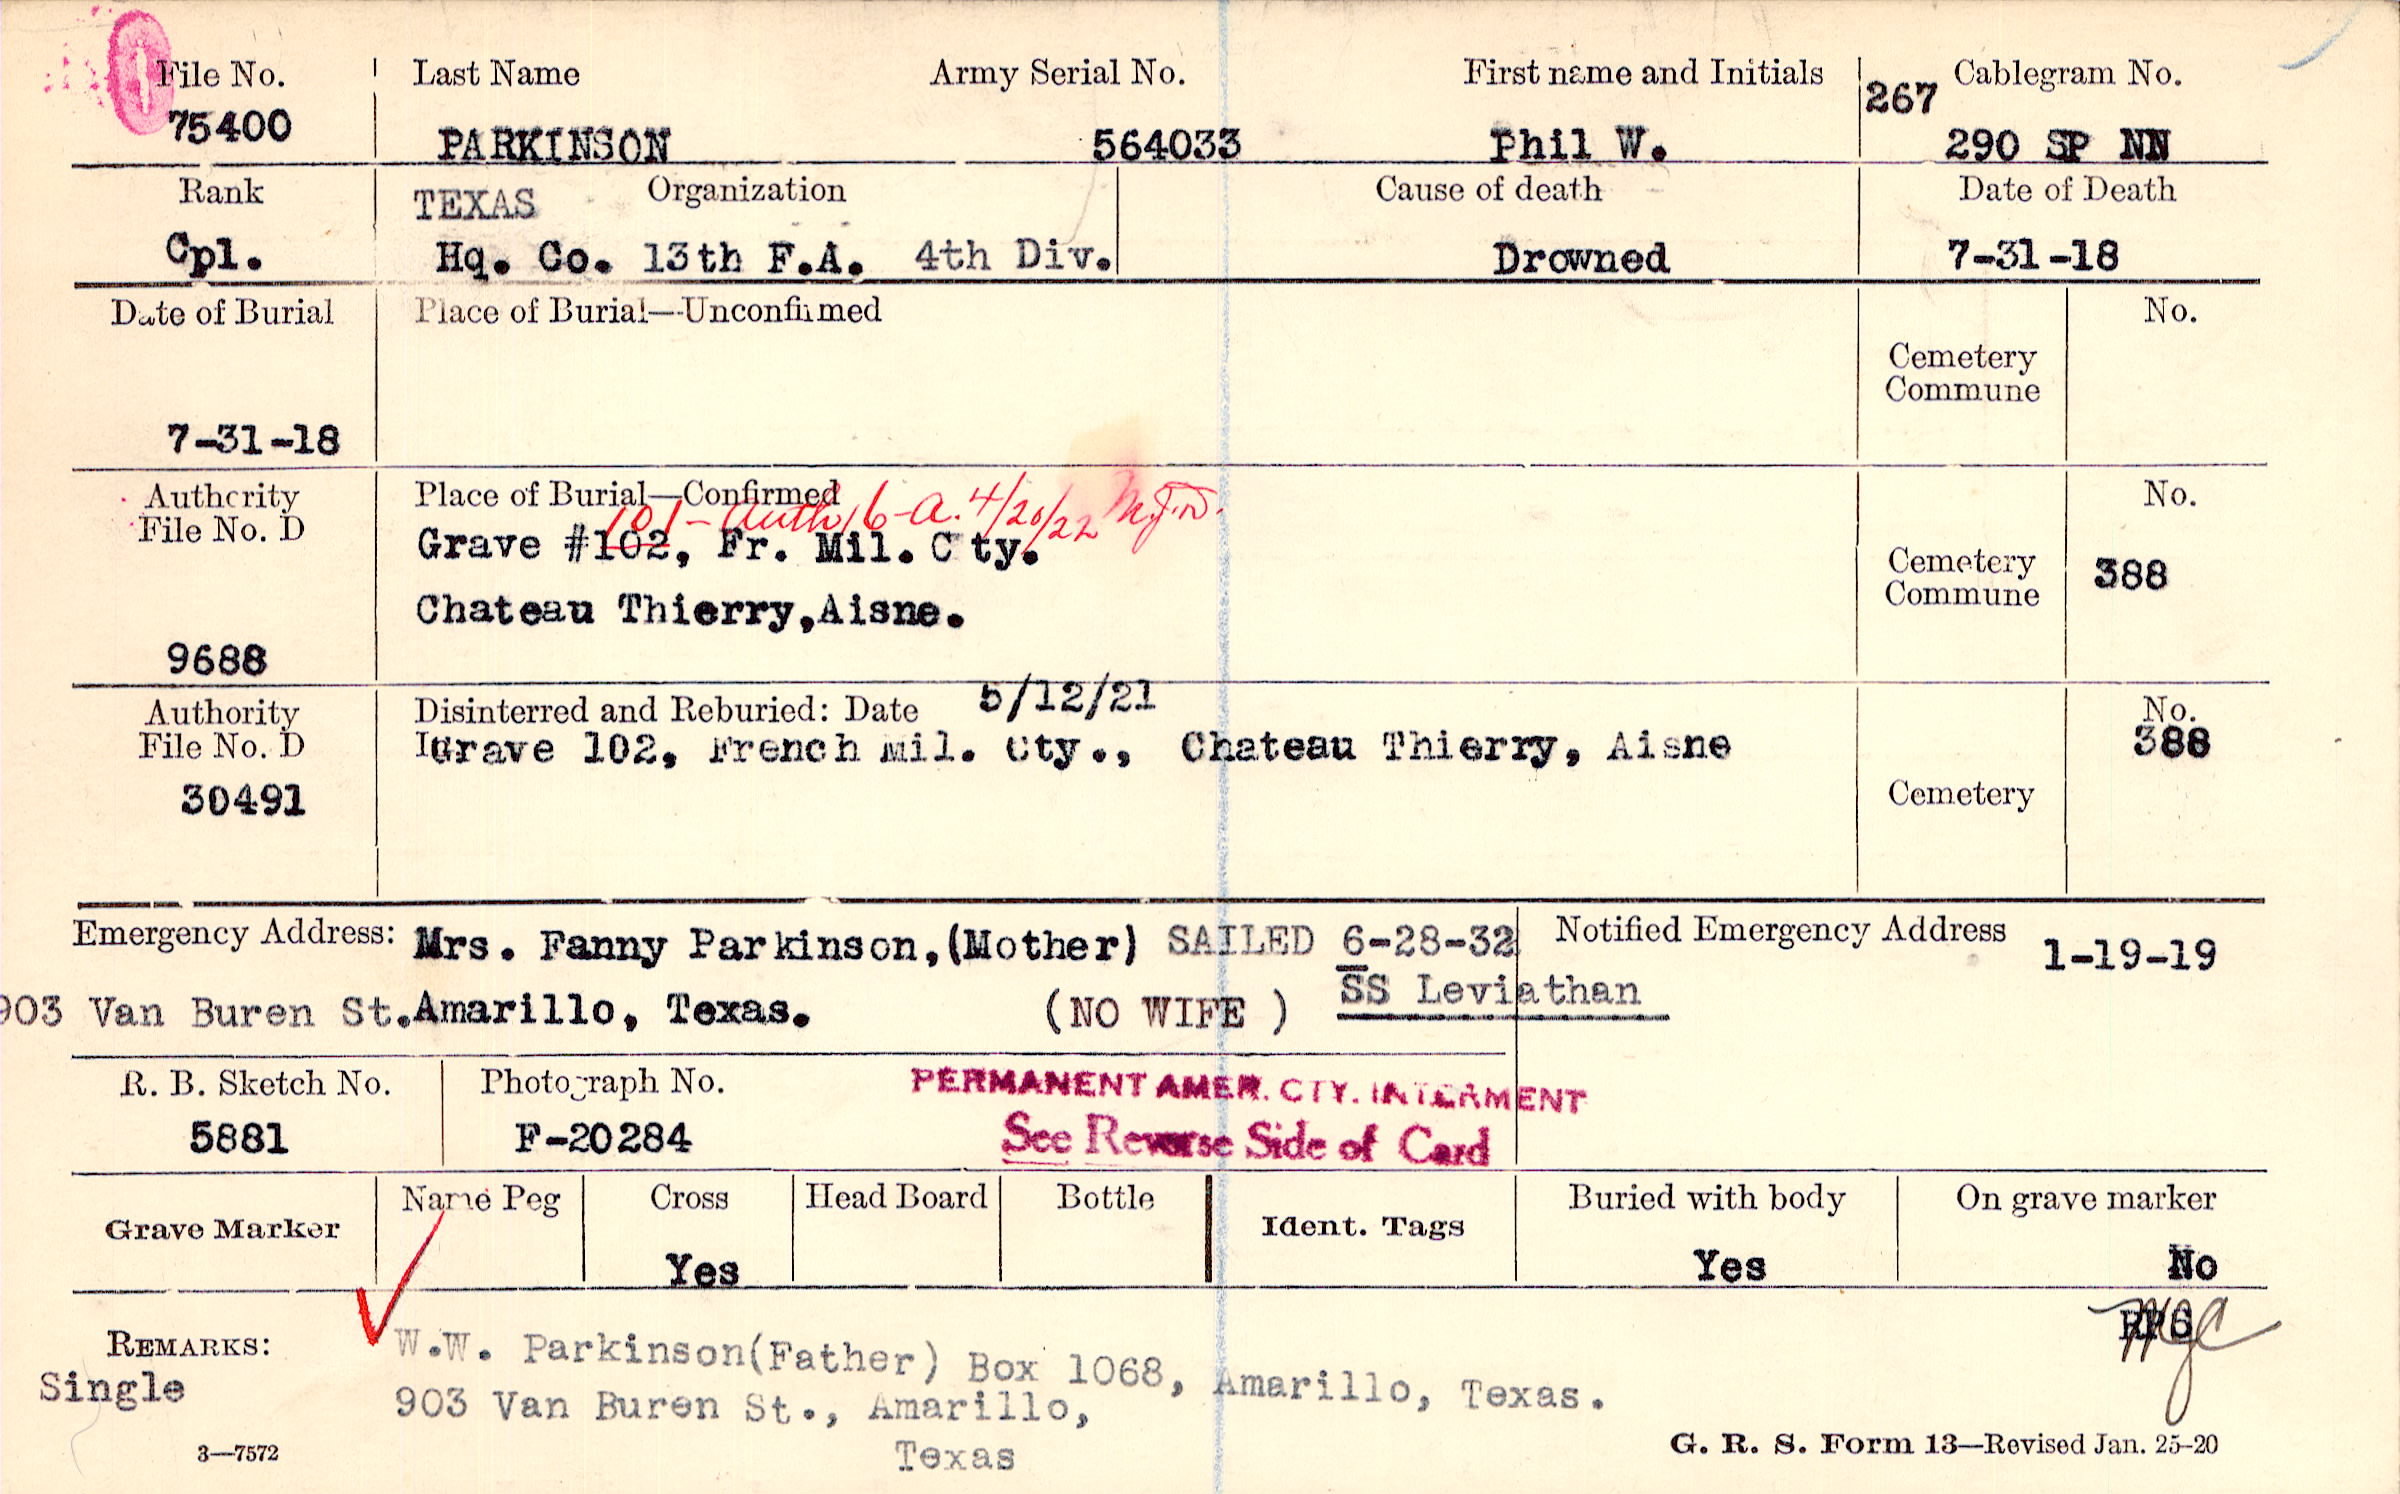 File No. Last Name Army Serial No. First name and Initials Cablegram No.
267
75400 PARKINSON 564033 Phil W. 290 SP NN
Rank TEXAS Organization Cause of death Date of Death
Cpl. Hq. Co. 13th F.A. 4th Div. Drowned 7-31-18
Date of Burial Place of Burial—Unconfirmed No.
Cemetery
Commune
7-31-18
Authority Place of Burial—Confirmed No.
File No. D
101 - Auth, 16-a. 4/20/22
Grave #102, Fr. Mil. Cty.
Cemetery
Commune 388
Chateau Thierry,Aisne.
9688
Authority Disinterred and Reburied: Date 5/12/21 No.
File No. D Grave 102, French Mil. Cty., Chateau Thierry, Aisne 388
30491 Cemetery
Emergency Address: Mrs. Fanny Parkinson,(Mother) SAILED 6-28-32 Notified Emergency Address 1-19-19
903 Van Buren St.Amarillo, Texas. (NO WIFE ) SS Leviathan
R. B. Sketch No. Photograph No. PERMANENT AMER. CTY. INTERMENT
5881 F-20284 See Reverse Side of Card
Grave Marker Name Peg Cross Head Board Bottle Ident. Tags Buried with body On grave marker
Yes Yes No
REMARKS: W.W. Parkinson(Father) Box 1068, Amarillo, Texas.
Single 903 Van Buren St., Amarillo,
Texas
3—7572 G. R. S. Form 13—Revised Jan. 25-20